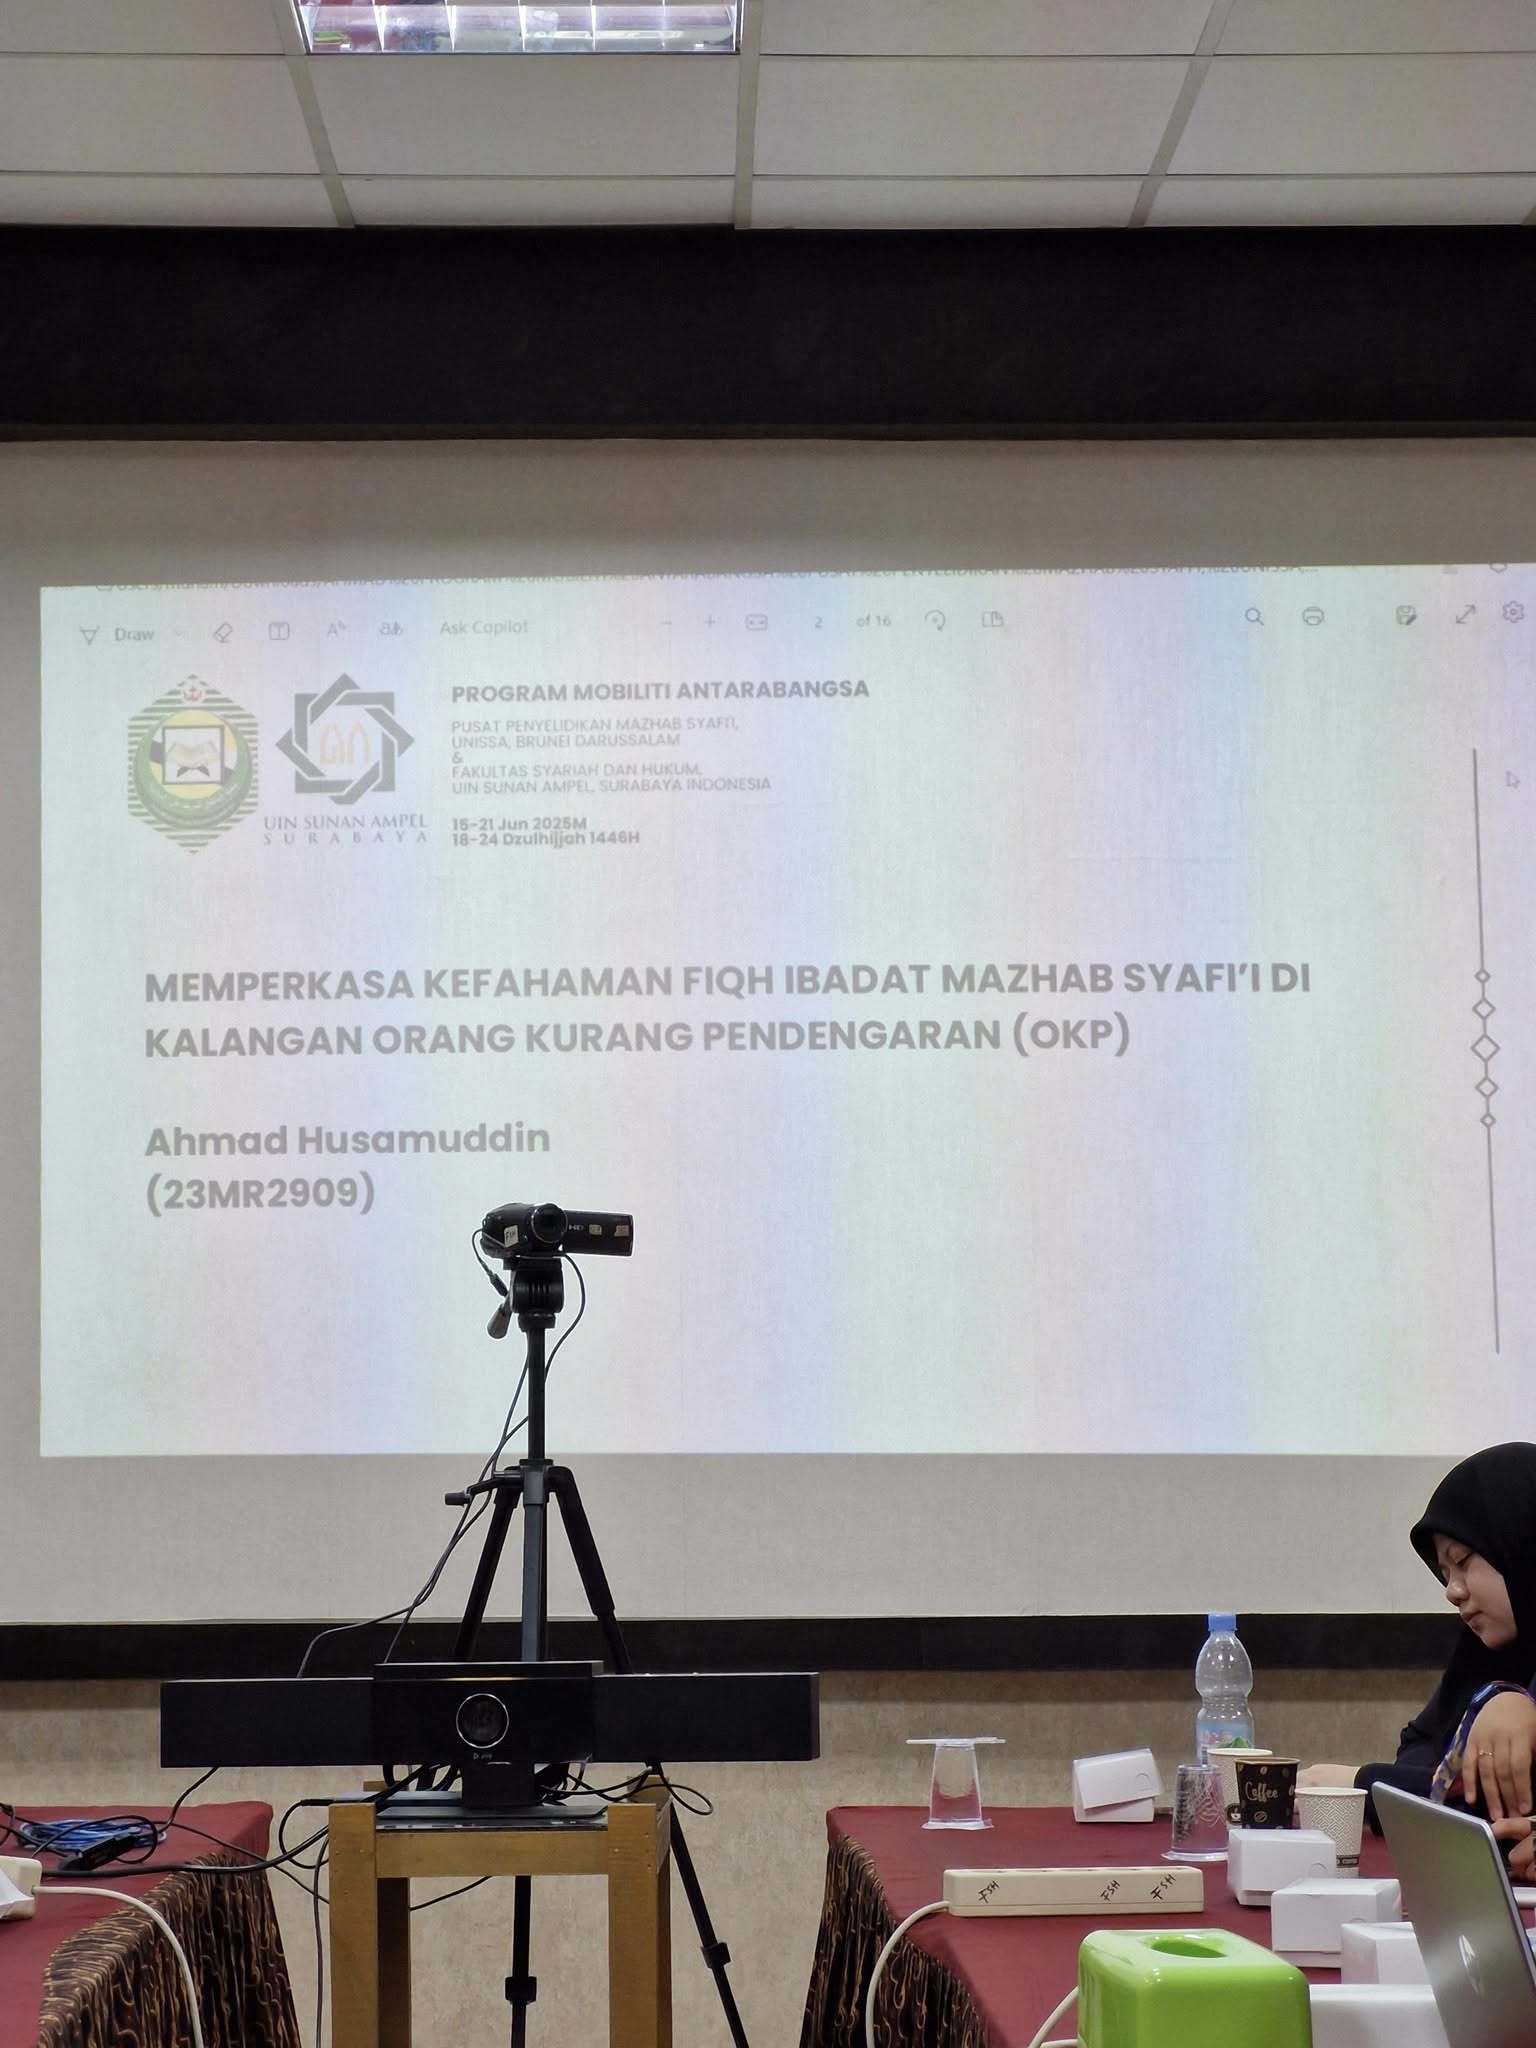 Draw
Ask Copilot
2 of 16
PROGRAM MOBILITI ANTARABANGSA
PUSAT PENYELIDIKAN MAZHAB SYAFI'I,
UNISSA, BRUNEI DARUSSALAM
&
FAKULTAS SYARIAH DAN HUKUM,
UIN SUNAN AMPEL, SURABAYA INDONESIA
15-21 Jun 2025M
18-24 Dzulhijjah 1446H
UIN SUNAN AMPEL
SURABAYA
MEMPERKASA KEFAHAMAN FIQH IBADAT MAZHAB SYAFI'I DI
KALANGAN ORANG KURANG PENDENGARAN (OKP)
Ahmad Husamuddin
(23MR2909)
FSH
HD
Coffee
FSH FSH FSH